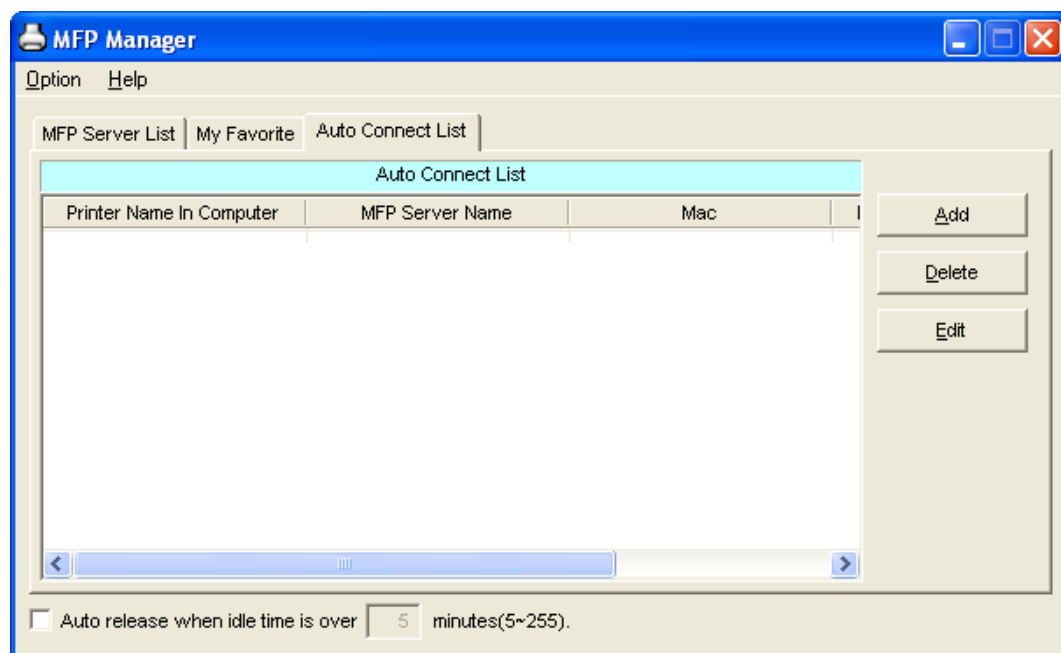 MFP Manager
Option Help
MFP Server List My Favorite Auto Connect List
Auto Connect List
Printer Name In Computer MFP Server Name Mac
Add
Delete
Edit
Auto release when idle time is over 5 minutes(5~255).